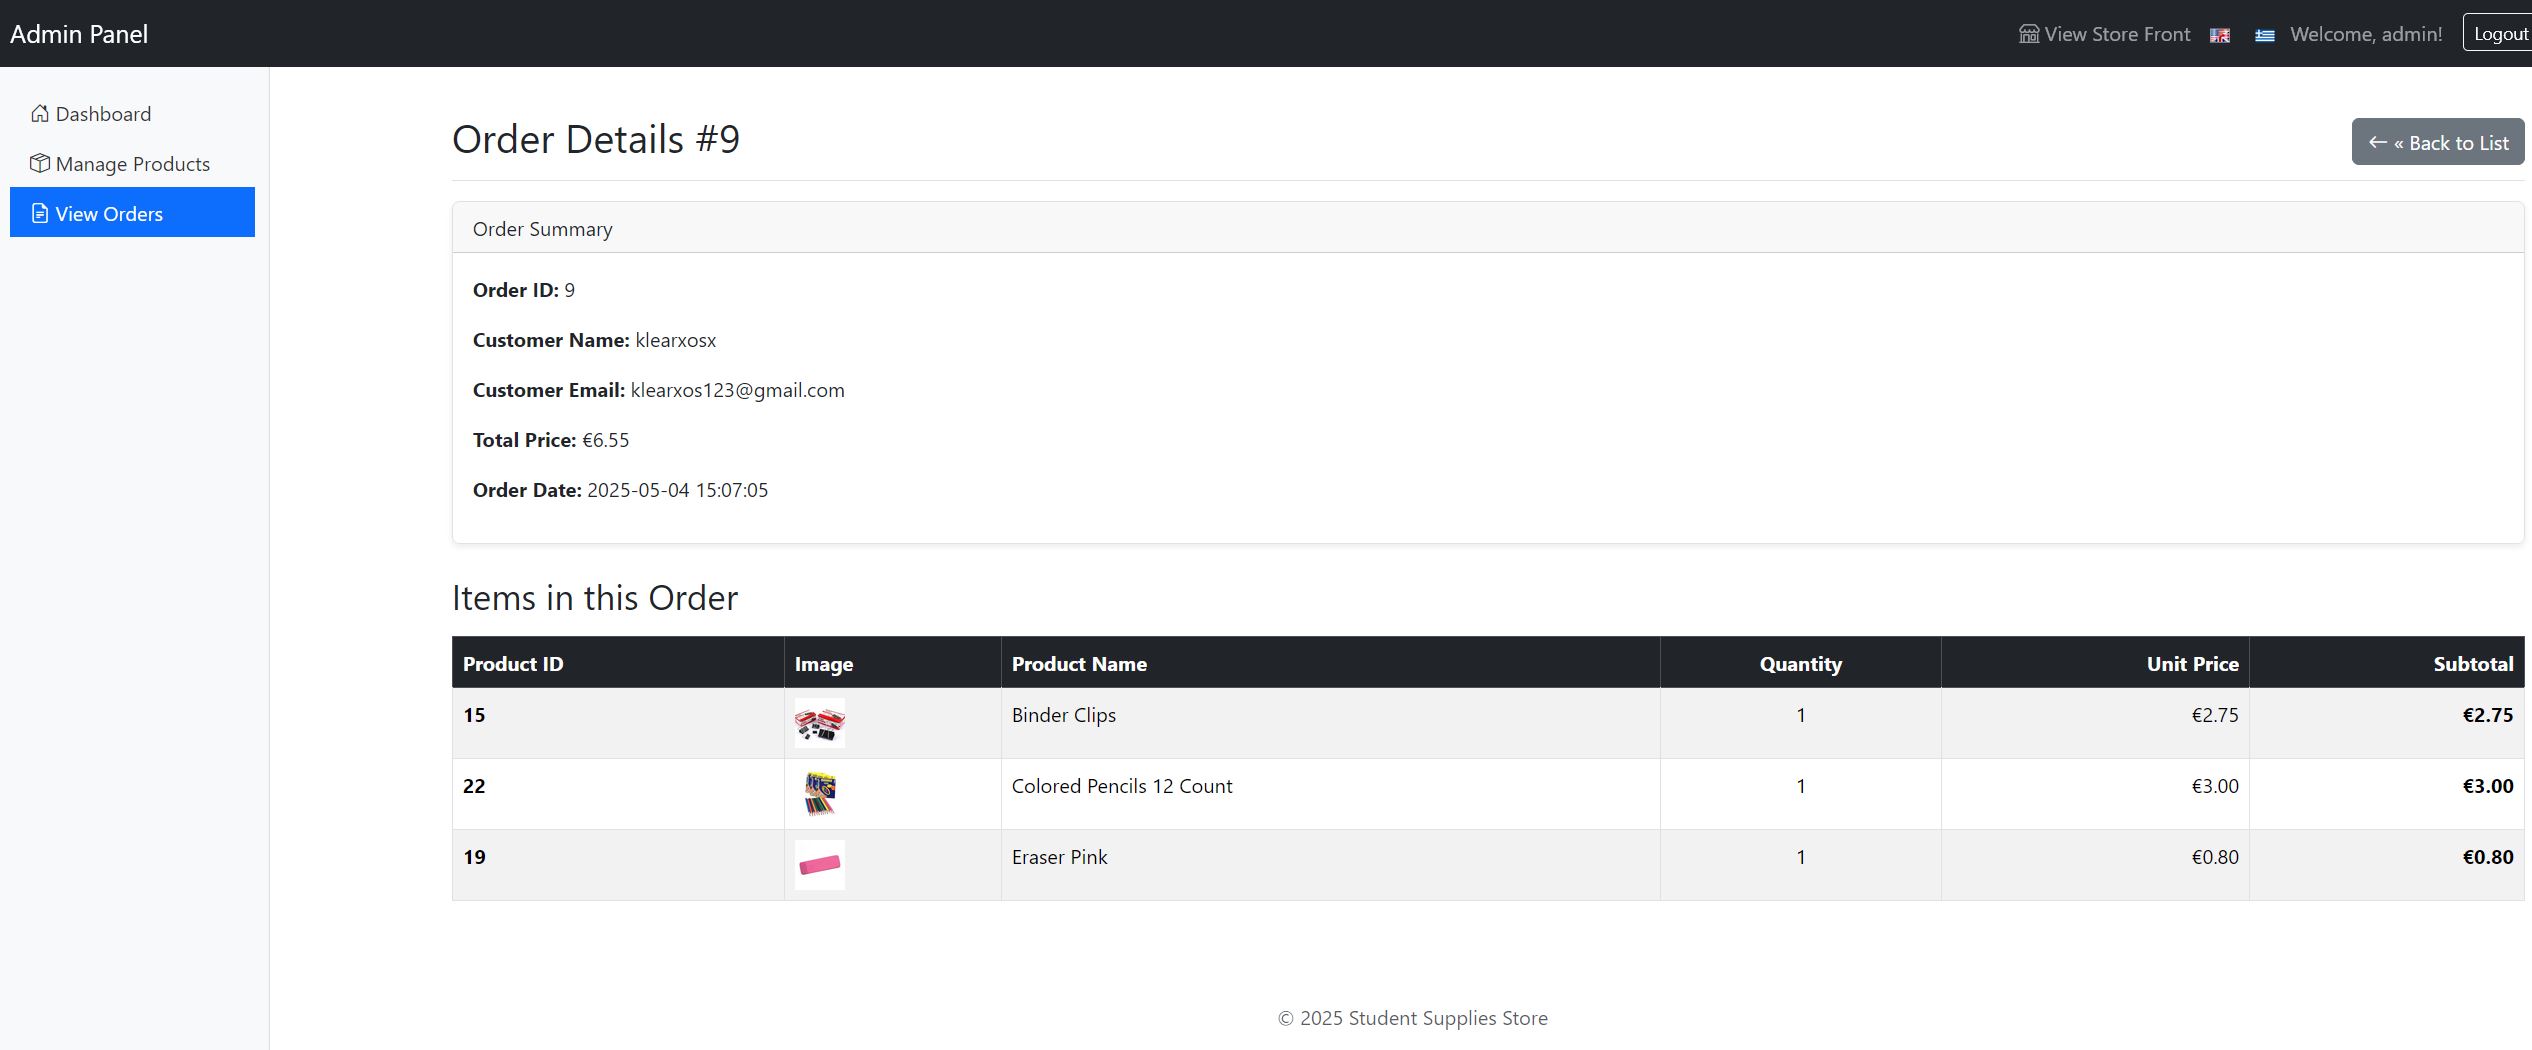 Admin Panel
View Store Front Welcome, admin! Logout
Dashboard
Manage Products
View Orders
Order Details #9
← « Back to List
Order Summary
Order ID: 9
Customer Name: klearxosx
Customer Email: klearxos123@gmail.com
Total Price: €6.55
Order Date: 2025-05-04 15:07:05
Items in this Order
Product ID Image Product Name Quantity Unit Price Subtotal
15 Binder Clips 1 €2.75 €2.75
22 Colored Pencils 12 Count 1 €3.00 €3.00
19 Eraser Pink 1 €0.80 €0.80
© 2025 Student Supplies Store